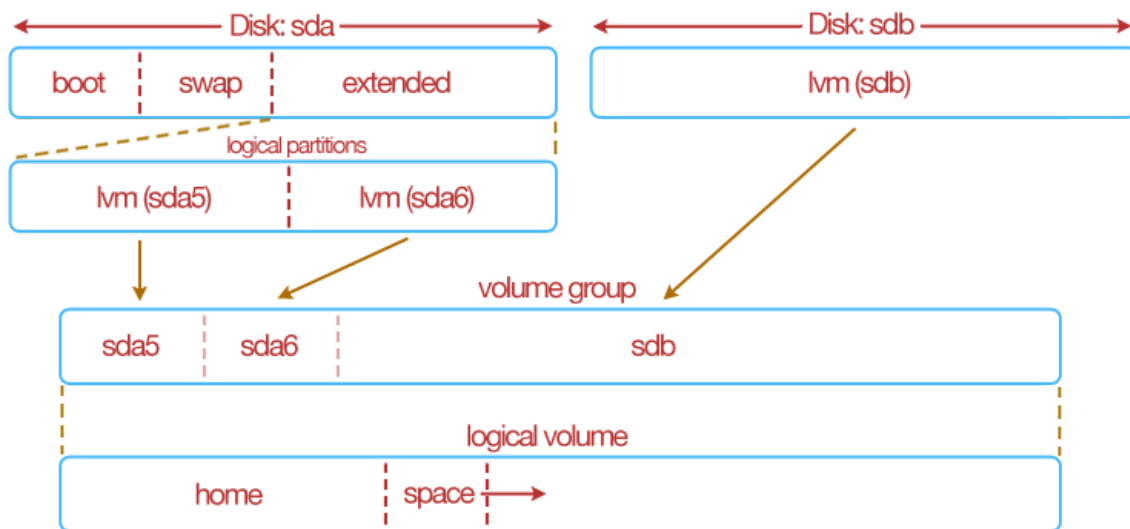 Disk: sda
Disk: sdb
boot swap extended
lvm (sdb)
logical partitions
lvm (sda5) lvm (sda6)
volume group
sda5 sda6 sdb
logical volume
home space